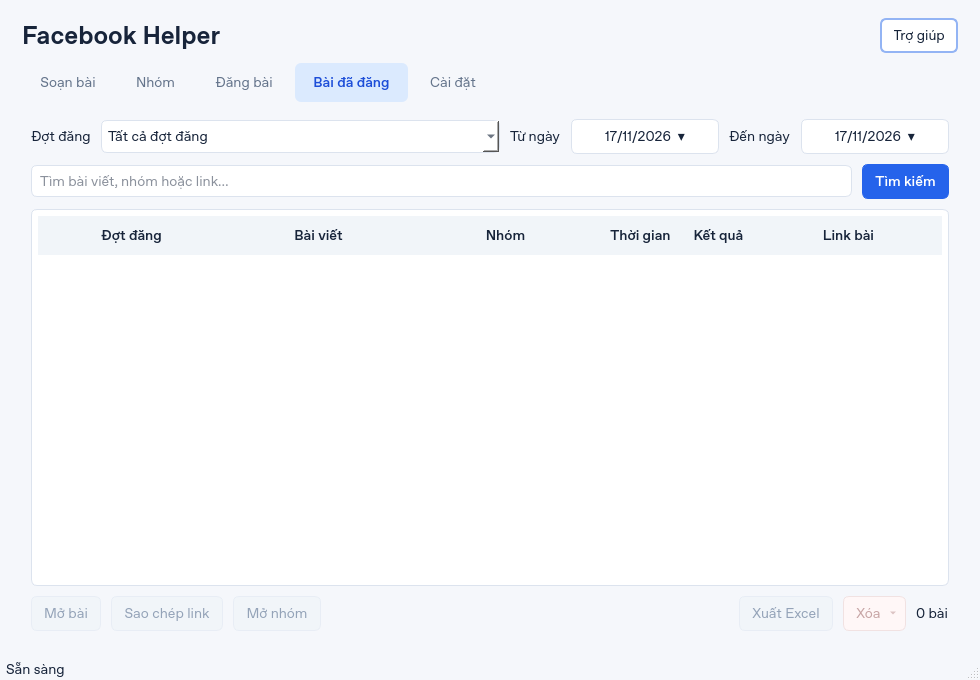 Facebook Helper
Trợ giúp
Soạn bài
Nhóm
Đăng bài
Bài đã đăng
Cài đặt
Đợt đăng
Tất cả đợt đăng
Từ ngày
17/11/2026 ▼
Đến ngày
17/11/2026 ▼
Tìm bài viết, nhóm hoặc link...
Tìm kiếm
Đợt đăng
Bài viết
Nhóm
Thời gian
Kết quả
Link bài
Mở bài
Sao chép link
Mở nhóm
Xuất Excel
Xóa
0 bài
Sẵn sàng